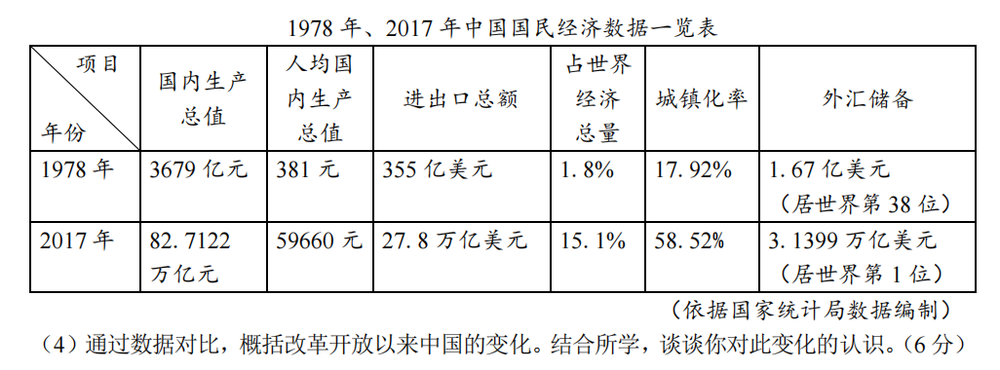 1978 年、2017 年中国国民经济数据一览表
项目
年份
国内生产
总值
人均国
内生产
总值
进出口总额
占世界
经济
总量
城镇化率
外汇储备
1978 年
3679 亿元
381 元
355 亿美元
1.8%
17.92%
1.67 亿美元
（居世界第 38 位）
2017 年
82.7122
万亿元
59660 元
27.8 万亿美元
15.1%
58.52%
3.1399 万亿美元
（居世界第 1 位）
（依据国家统计局数据编制）
（4）通过数据对比，概括改革开放以来中国的变化。结合所学，谈谈你对此变化的认识。（6 分）